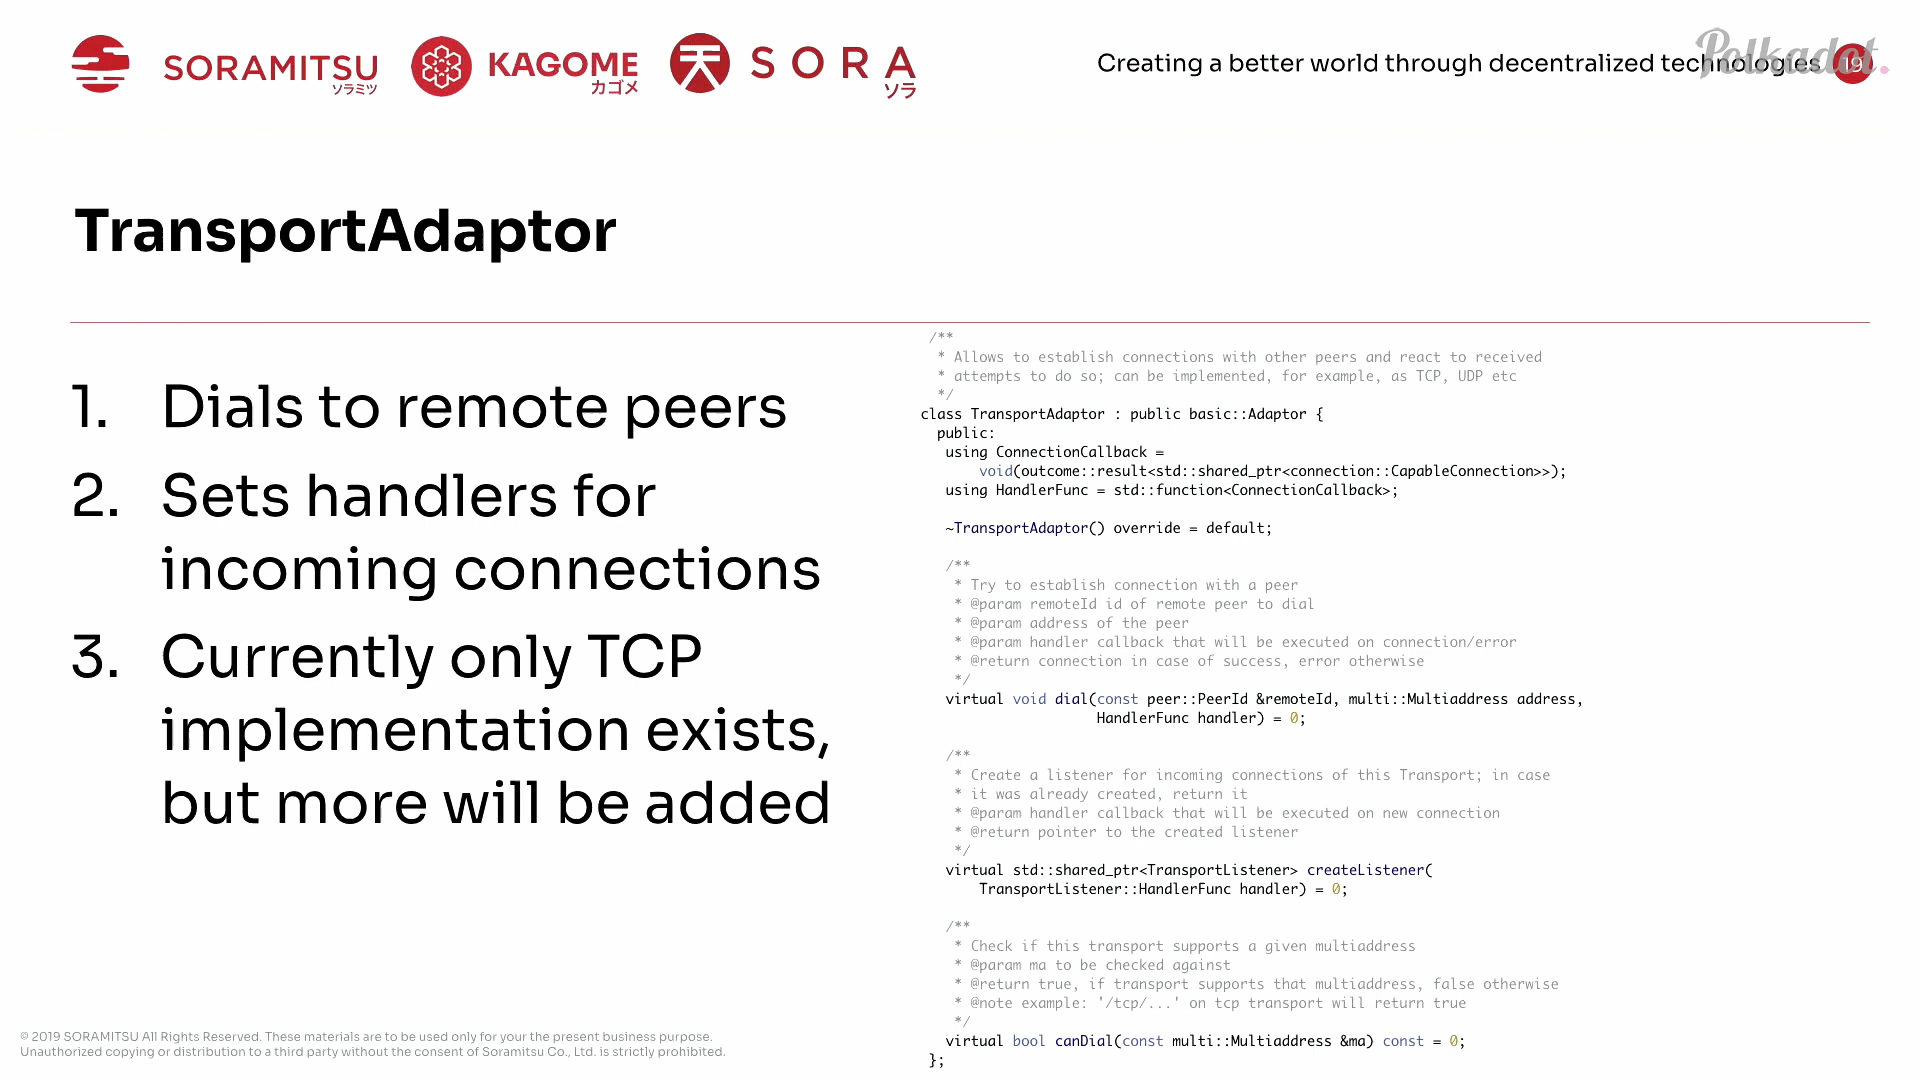 SORAMITSU
ソラミツ
KAGOME
カゴメ
天
SORA
ソラ
Creating a better world through decentralized technologies
Polkadot.
19
TransportAdaptor
1. Dials to remote peers
2. Sets handlers for
incoming connections
3. Currently only TCP
implementation exists,
but more will be added
/**
* Allows to establish connections with other peers and react to received
* attempts to do so; can be implemented, for example, as TCP, UDP etc
*/
class TransportAdaptor : public basic::Adaptor {
public:
using ConnectionCallback =
void(outcome::result<std::shared_ptr<connection::CapableConnection>>);
using HandlerFunc = std::function<ConnectionCallback>;
~TransportAdaptor() override = default;
/**
* Try to establish connection with a peer
* @param remoteId id of remote peer to dial
* @param address of the peer
* @param handler callback that will be executed on connection/error
* @return connection in case of success, error otherwise
*/
virtual void dial(const peer::PeerId &remoteId, multi::Multiaddress address,
HandlerFunc handler) = 0;
/**
* Create a listener for incoming connections of this Transport; in case
* it was already created, return it
* @param handler callback that will be executed on new connection
* @return pointer to the created listener
*/
virtual std::shared_ptr<TransportListener> createListener(
TransportListener::HandlerFunc handler) = 0;
/**
* Check if this transport supports a given multiaddress
* @param ma to be checked against
* @return true, if transport supports that multiaddress, false otherwise
* @note example: '/tcp/...' on tcp transport will return true
*/
virtual bool canDial(const multi::Multiaddress &ma) const = 0;
};
© 2019 SORAMITSU All Rights Reserved. These materials are to be used only for your the present business purpose.
Unauthorized copying or distribution to a third party without the consent of Soramitsu Co., Ltd. is strictly prohibited.